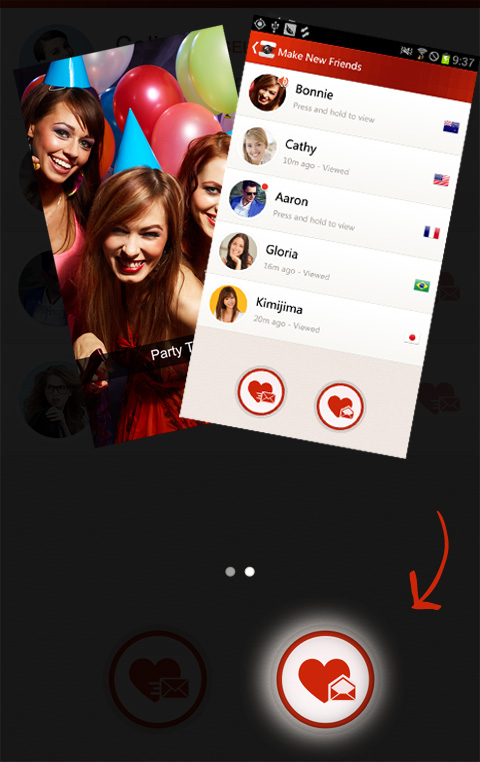 9:37
Make New Friends
Bonnie
Press and hold to view
Cathy
10m ago - Viewed
Aaron
Press and hold to view
Gloria
16m ago - Viewed
Kimijima
20m ago - Viewed
Party T